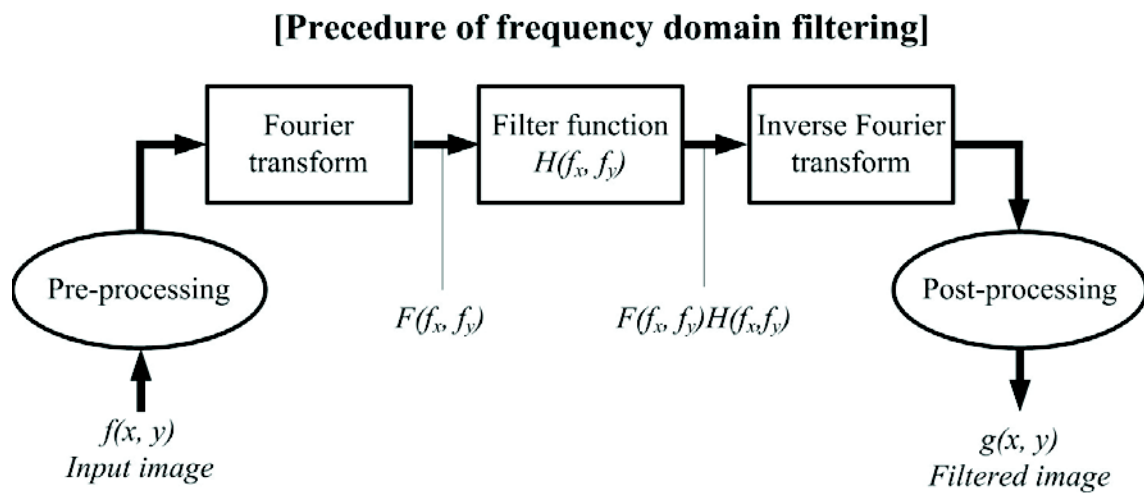 [Precedure of frequency domain filtering]
Fourier
transform
Filter function
H(fx, fy)
Inverse Fourier
transform
Pre-processing
F(fx, fy)
F(fx, fy)H(fx,fy)
Post-processing
f(x, y)
Input image
g(x, y)
Filtered image